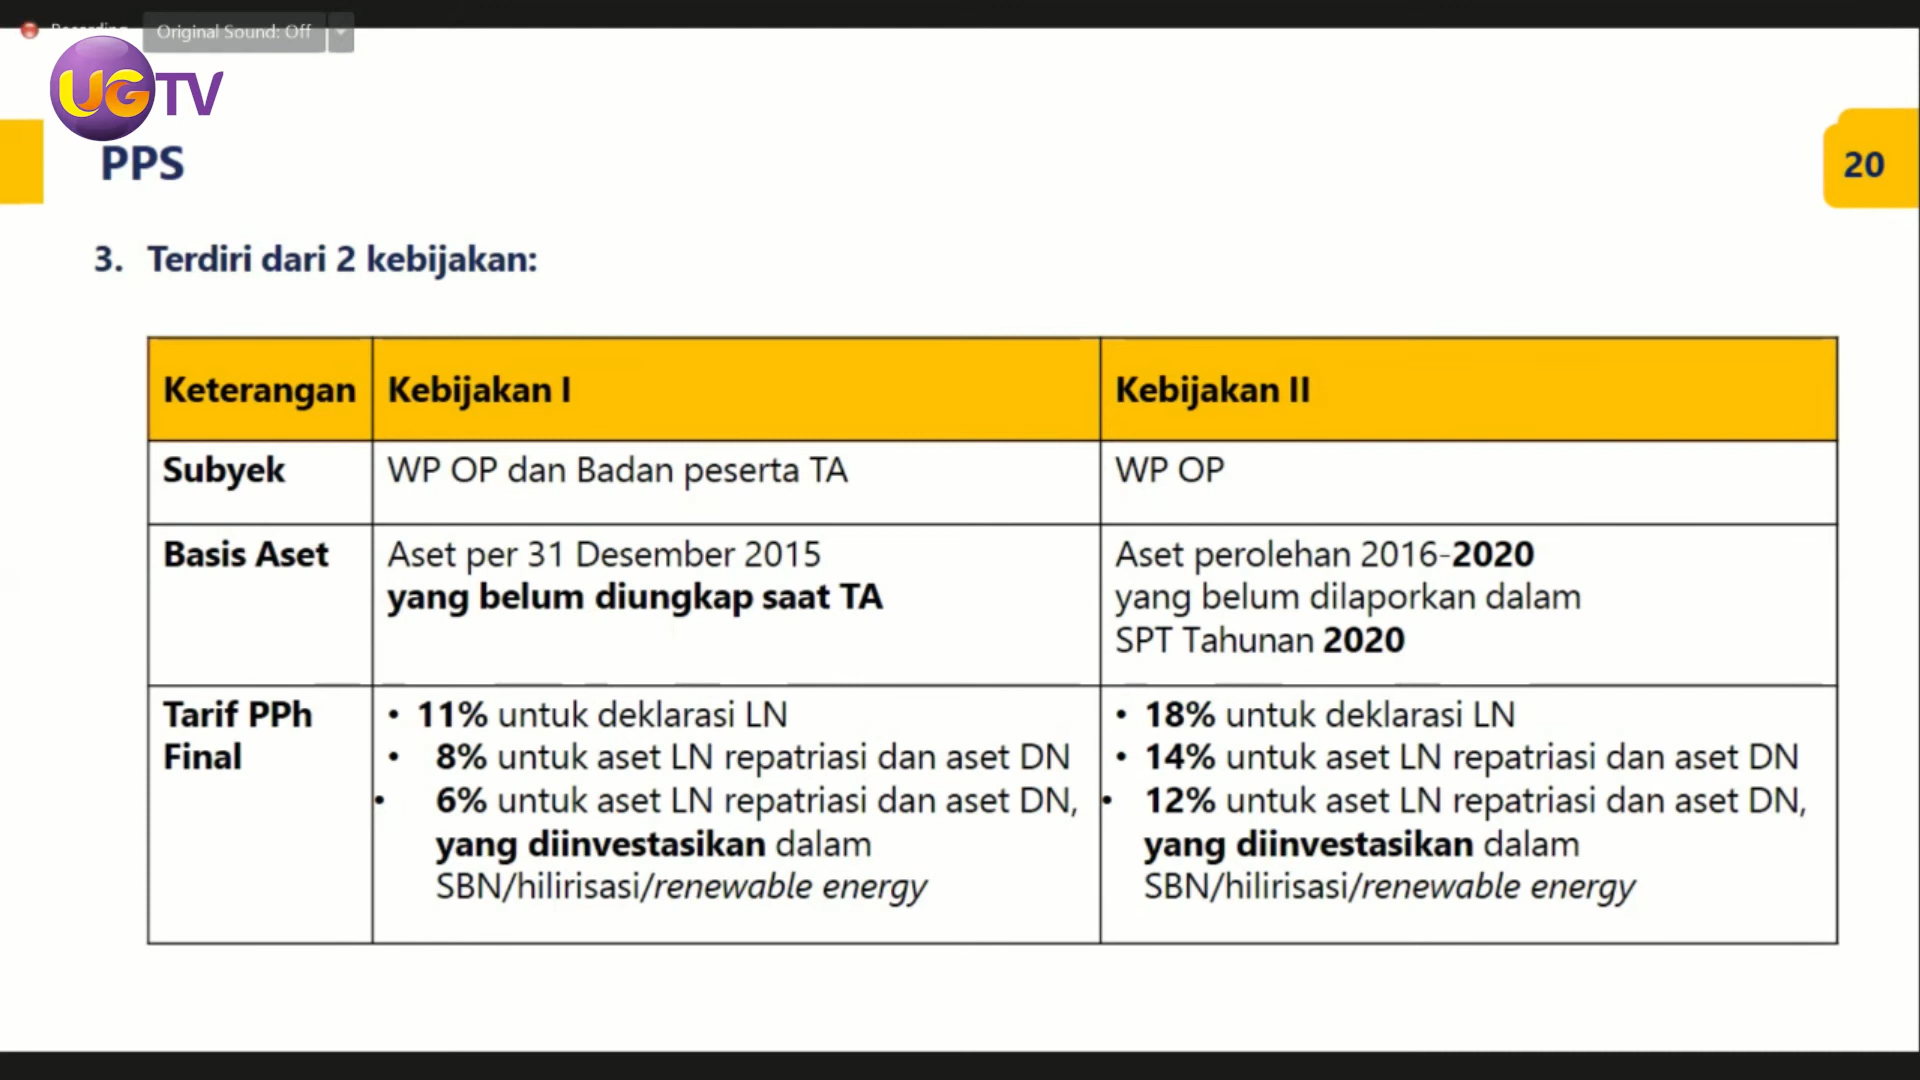 Recording
Original Sound: Off
UGTV
PPS
20
3. Terdiri dari 2 kebijakan:
Keterangan
Kebijakan I
Kebijakan II
Subyek
WP OP dan Badan peserta TA
WP OP
Basis Aset
Aset per 31 Desember 2015
yang belum diungkap saat TA
Aset perolehan 2016-2020
yang belum dilaporkan dalam
SPT Tahunan 2020
Tarif PPh
Final
• 11% untuk deklarasi LN
• 8% untuk aset LN repatriasi dan aset DN
• 6% untuk aset LN repatriasi dan aset DN,
yang diinvestasikan dalam
SBN/hilirisasi/renewable energy
• 18% untuk deklarasi LN
• 14% untuk aset LN repatriasi dan aset DN
• 12% untuk aset LN repatriasi dan aset DN,
yang diinvestasikan dalam
SBN/hilirisasi/renewable energy